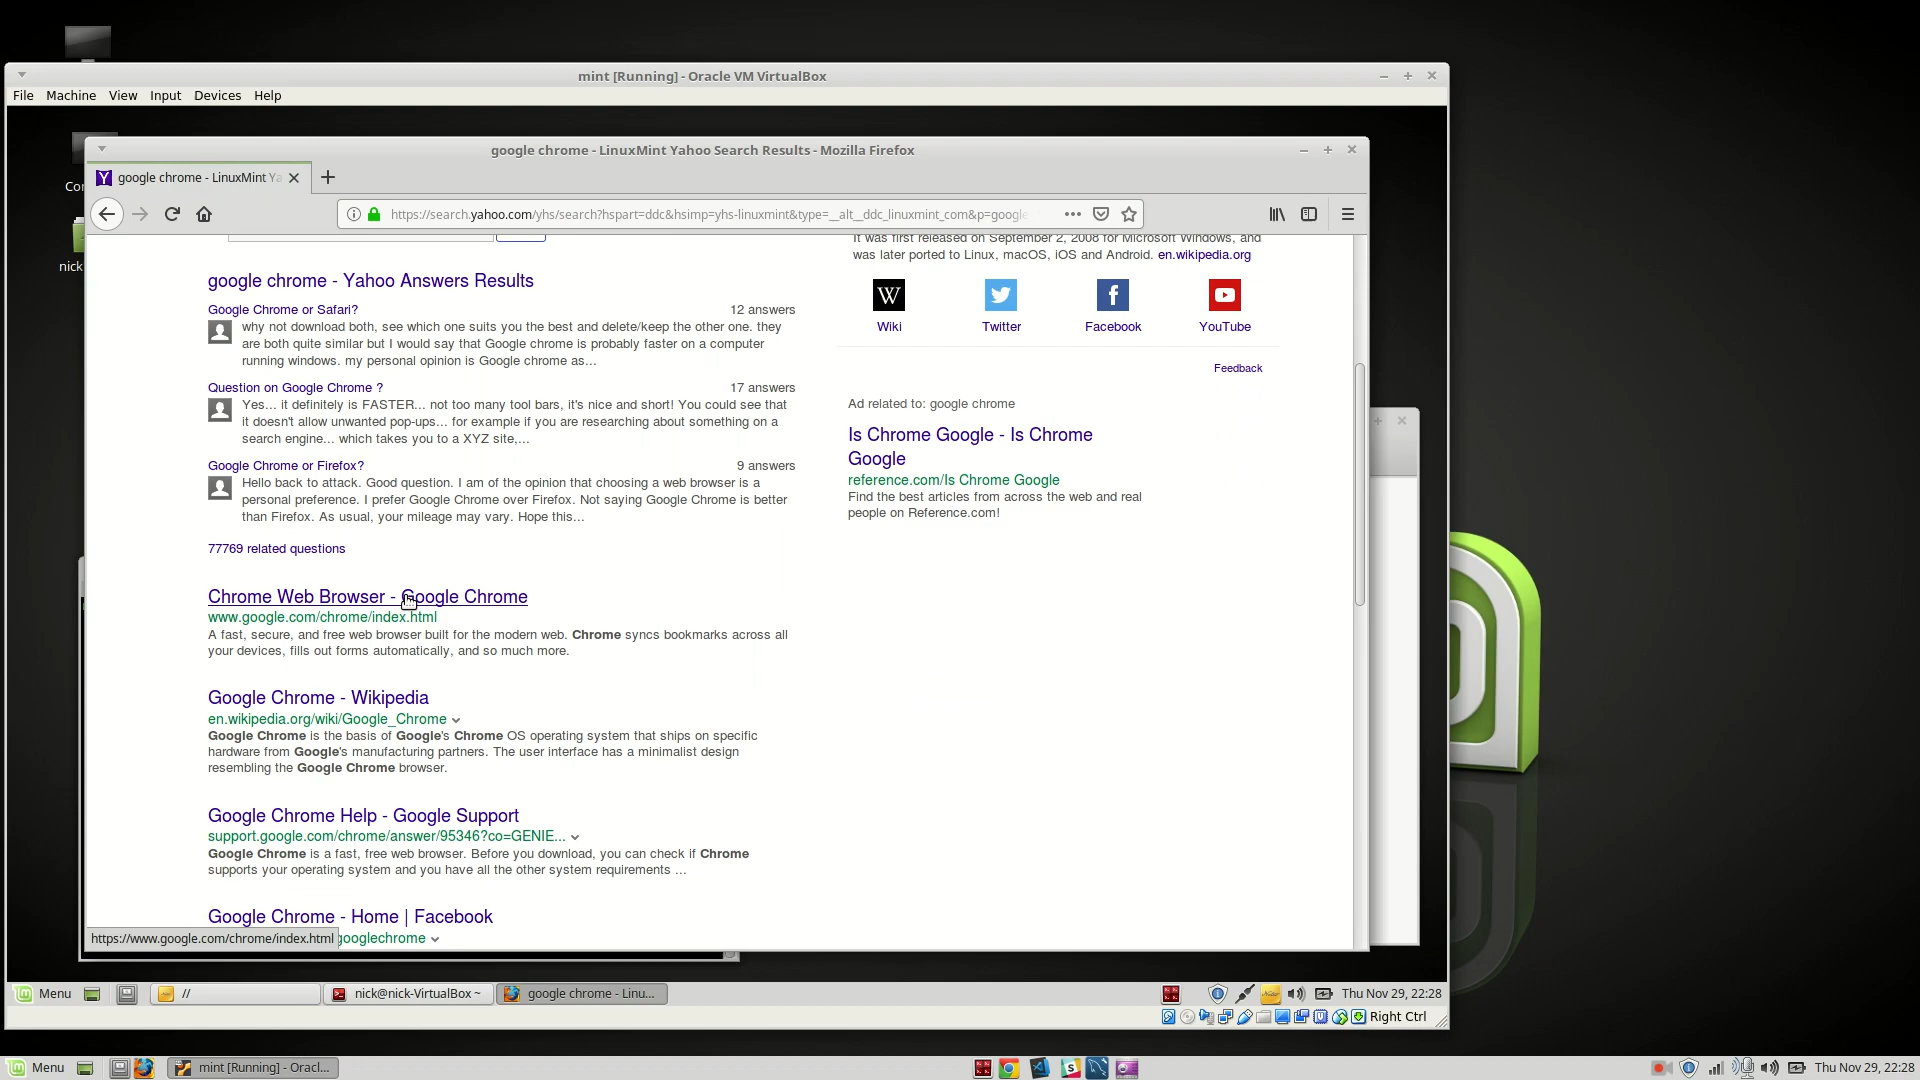 mint [Running] - Oracle VM VirtualBox
File Machine View Input Devices Help
google chrome - LinuxMint Yahoo Search Results - Mozilla Firefox
google chrome - LinuxMint Ya
https://search.yahoo.com/yhs/search?hspart=ddc&hsimp=yhs-linuxmint&type=__alt__ddc_linuxmint_com&p=google
nick
google chrome - Yahoo Answers Results
Google Chrome or Safari? 12 answers
why not download both, see which one suits you the best and delete/keep the other one. they
are both quite similar but I would say that Google chrome is probably faster on a computer
running windows. my personal opinion is Google chrome as...
Question on Google Chrome ? 17 answers
Yes... it definitely is FASTER... not too many tool bars, it's nice and short! You could see that
it doesn't allow unwanted pop-ups... for example if you are researching about something on a
search engine... which takes you to a XYZ site,...
Google Chrome or Firefox? 9 answers
Hello back to attack. Good question. I am of the opinion that choosing a web browser is a
personal preference. I prefer Google Chrome over Firefox. Not saying Google Chrome is better
than Firefox. As usual, your mileage may vary. Hope this...
77769 related questions
Chrome Web Browser - Google Chrome
www.google.com/chrome/index.html
A fast, secure, and free web browser built for the modern web. Chrome syncs bookmarks across all
your devices, fills out forms automatically, and so much more.
Google Chrome - Wikipedia
en.wikipedia.org/wiki/Google_Chrome
Google Chrome is the basis of Google's Chrome OS operating system that ships on specific
hardware from Google's manufacturing partners. The user interface has a minimalist design
resembling the Google Chrome browser.
Google Chrome Help - Google Support
support.google.com/chrome/answer/95346?co=GENIE...
Google Chrome is a fast, free web browser. Before you download, you can check if Chrome
supports your operating system and you have all the other system requirements ...
Google Chrome - Home | Facebook
googlechrome
https://www.google.com/chrome/index.html
It was first released on September 2, 2008 for Microsoft Windows, and
was later ported to Linux, macOS, iOS and Android. en.wikipedia.org
Wiki Twitter Facebook YouTube
Feedback
Ad related to: google chrome
Is Chrome Google - Is Chrome
Google
reference.com/Is Chrome Google
Find the best articles from across the web and real
people on Reference.com!
Menu // nick@nick-VirtualBox ~ google chrome - Linu... Thu Nov 29, 22:28
Right Ctrl
Menu mint [Running] - Oracl... Thu Nov 29, 22:28